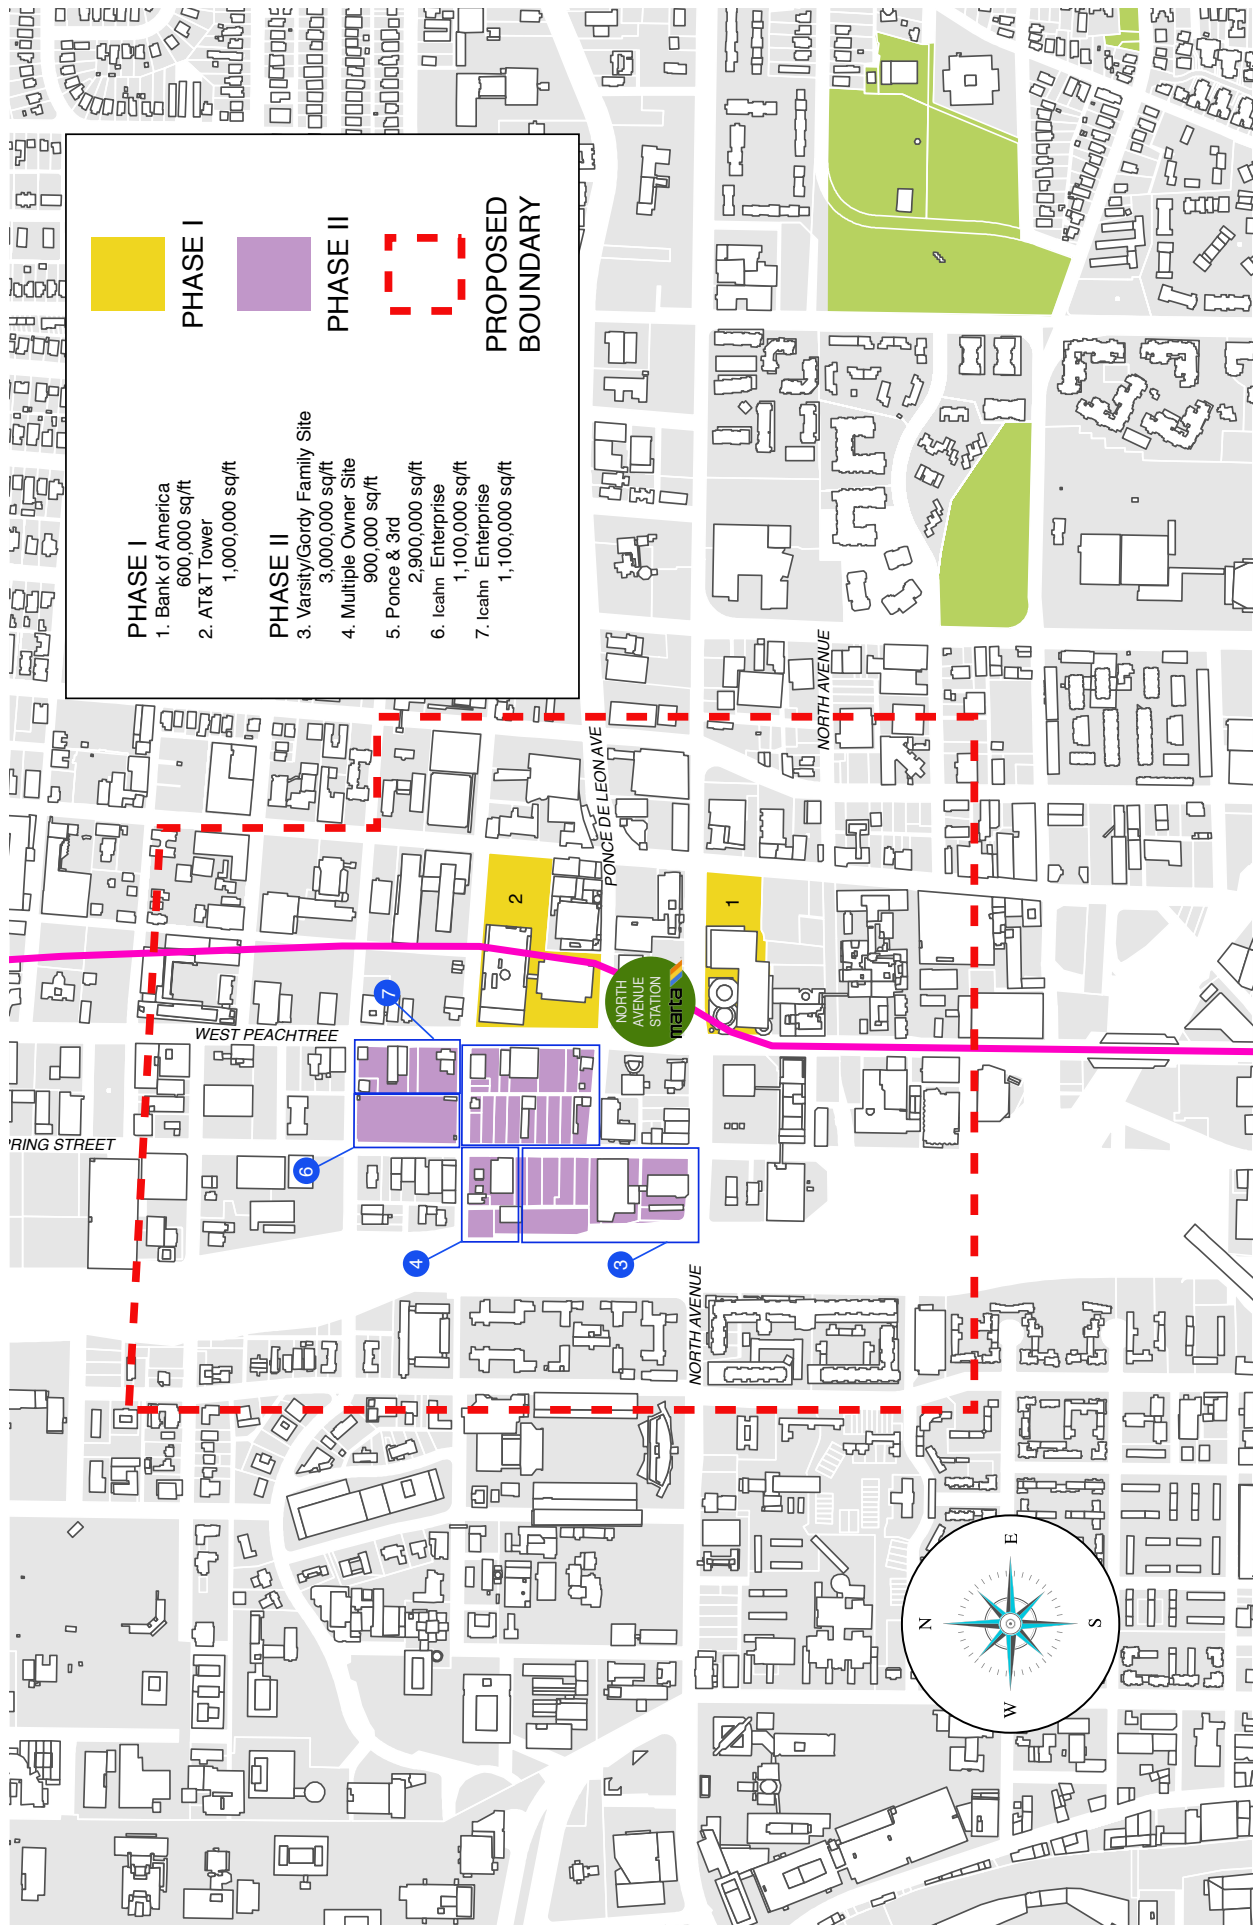 PHASE I
1. Bank of America
600,000 sq/ft
2. AT&T Tower
1,000,000 sq/ft
PHASE II
3. Varsity/Gordy Family Site
3,000,000 sq/ft
4. Multiple Owner Site
900,000 sq/ft
5. Ponce & 3rd
2,900,000 sq/ft
6. Icahn Enterprise
1,100,000 sq/ft
7. Icahn Enterprise
1,100,000 sq/ft
PHASE I
PHASE II
PROPOSED
BOUNDARY
PRING STREET
WEST PEACHTREE
PONCE DE LEON AVE
NORTH AVENUE
NORTH AVENUE
7
6
4
3
2
1
NORTH
AVENUE
STATION
marta
N
W
E
S